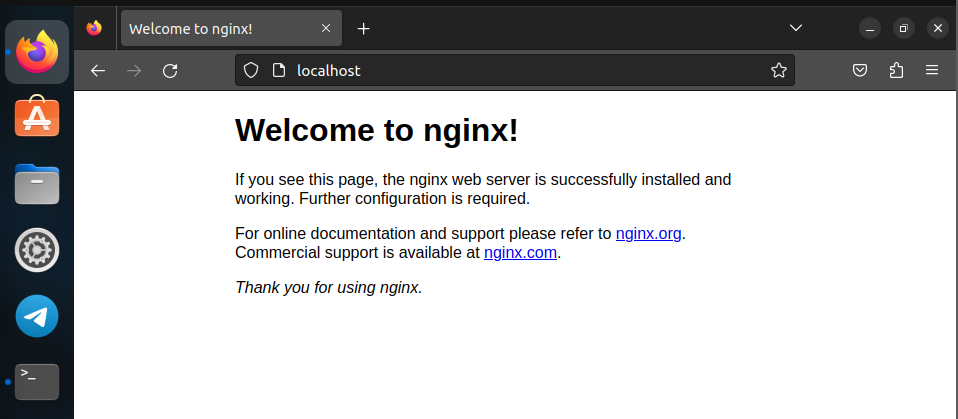 Welcome to nginx!
localhost
Welcome to nginx!
If you see this page, the nginx web server is successfully installed and
working. Further configuration is required.
For online documentation and support please refer to nginx.org.
Commercial support is available at nginx.com.
Thank you for using nginx.
>_